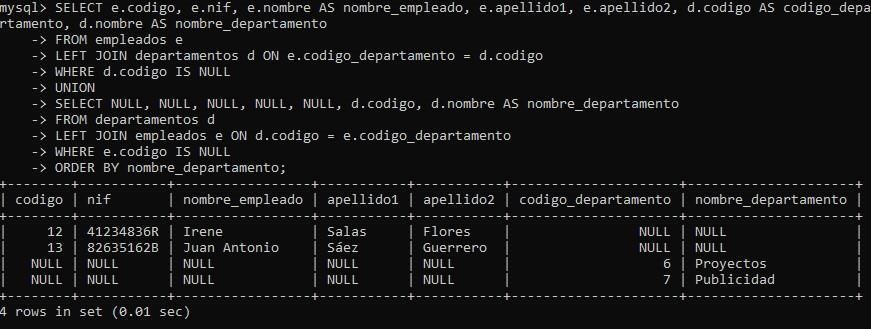 mysql> SELECT e.codigo, e.nif, e.nombre AS nombre_empleado, e.apellido1, e.apellido2, d.codigo AS codigo_depa
rtamento, d.nombre AS nombre_departamento
    -> FROM empleados e
    -> LEFT JOIN departamentos d ON e.codigo_departamento = d.codigo
    -> WHERE d.codigo IS NULL
    -> UNION
    -> SELECT NULL, NULL, NULL, NULL, NULL, d.codigo, d.nombre AS nombre_departamento
    -> FROM departamentos d
    -> LEFT JOIN empleados e ON d.codigo = e.codigo_departamento
    -> WHERE e.codigo IS NULL
    -> ORDER BY nombre_departamento;
+--------+-----------+-----------------+-----------+-----------+---------------------+---------------------+
| codigo | nif       | nombre_empleado | apellido1 | apellido2 | codigo_departamento | nombre_departamento |
+--------+-----------+-----------------+-----------+-----------+---------------------+---------------------+
|     12 | 41234836R | Irene           | Salas     | Flores    |                NULL | NULL                |
|     13 | 82635162B | Juan Antonio    | Sáez      | Guerrero  |                NULL | NULL                |
|   NULL | NULL      | NULL            | NULL      | NULL      |                   6 | Proyectos           |
|   NULL | NULL      | NULL            | NULL      | NULL      |                   7 | Publicidad          |
+--------+-----------+-----------------+-----------+-----------+---------------------+---------------------+
4 rows in set (0.01 sec)